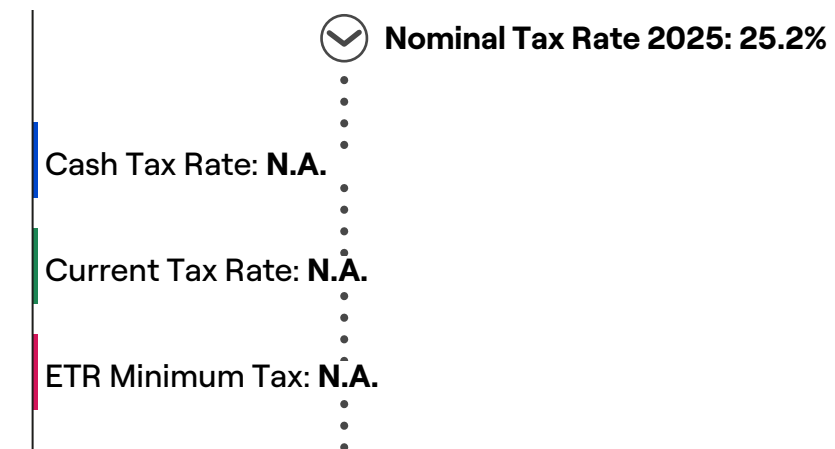 Nominal Tax Rate 2025: 25.2%
Cash Tax Rate: N.A.
Current Tax Rate: N.A.
ETR Minimum Tax: N.A.